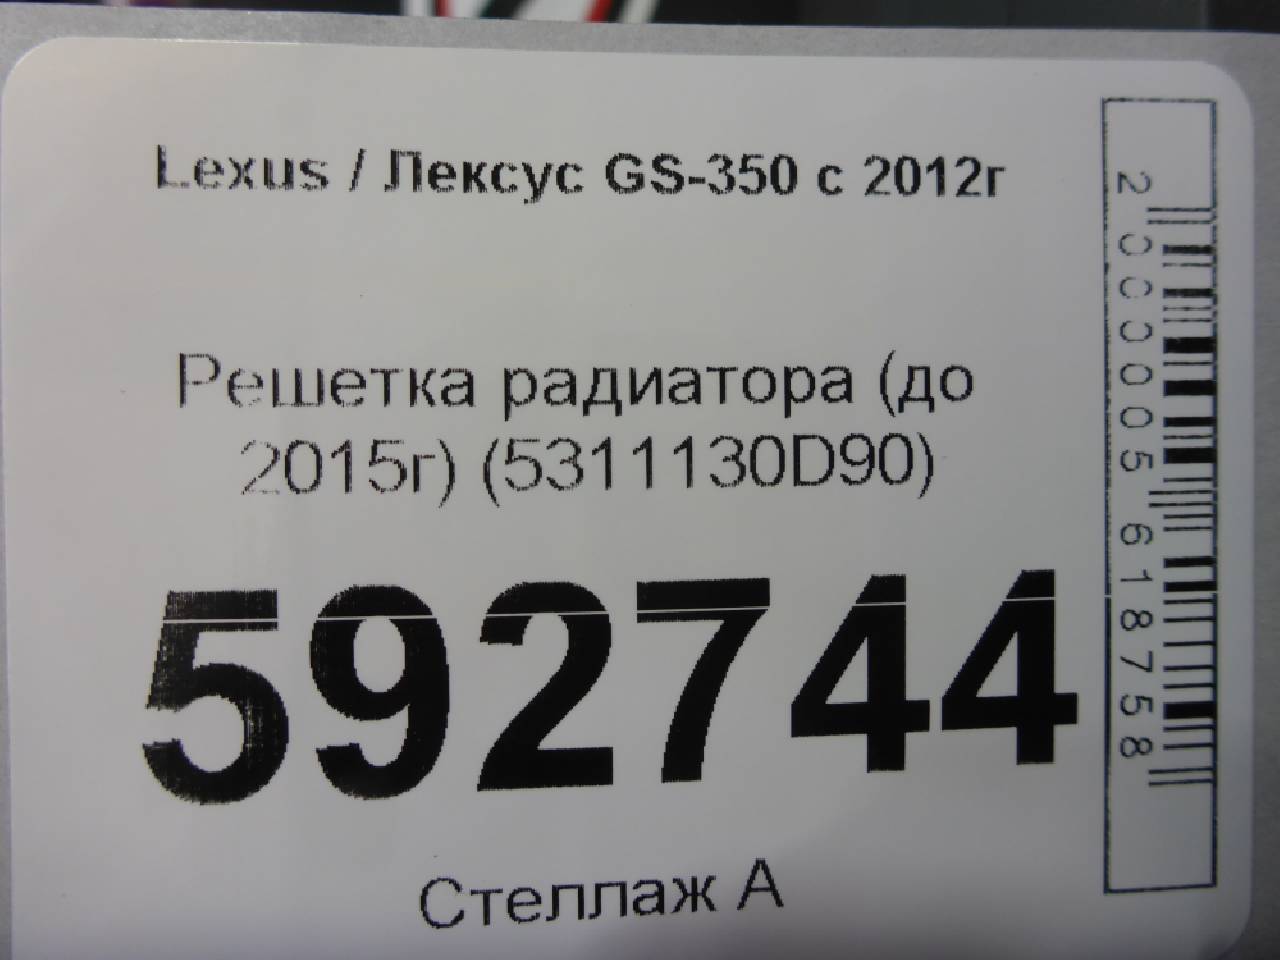 Lexus / Лексус GS-350 с 2012г
Решетка радиатора (до
2015г) (5311130D90)
592744
Стеллаж А
2000005618758